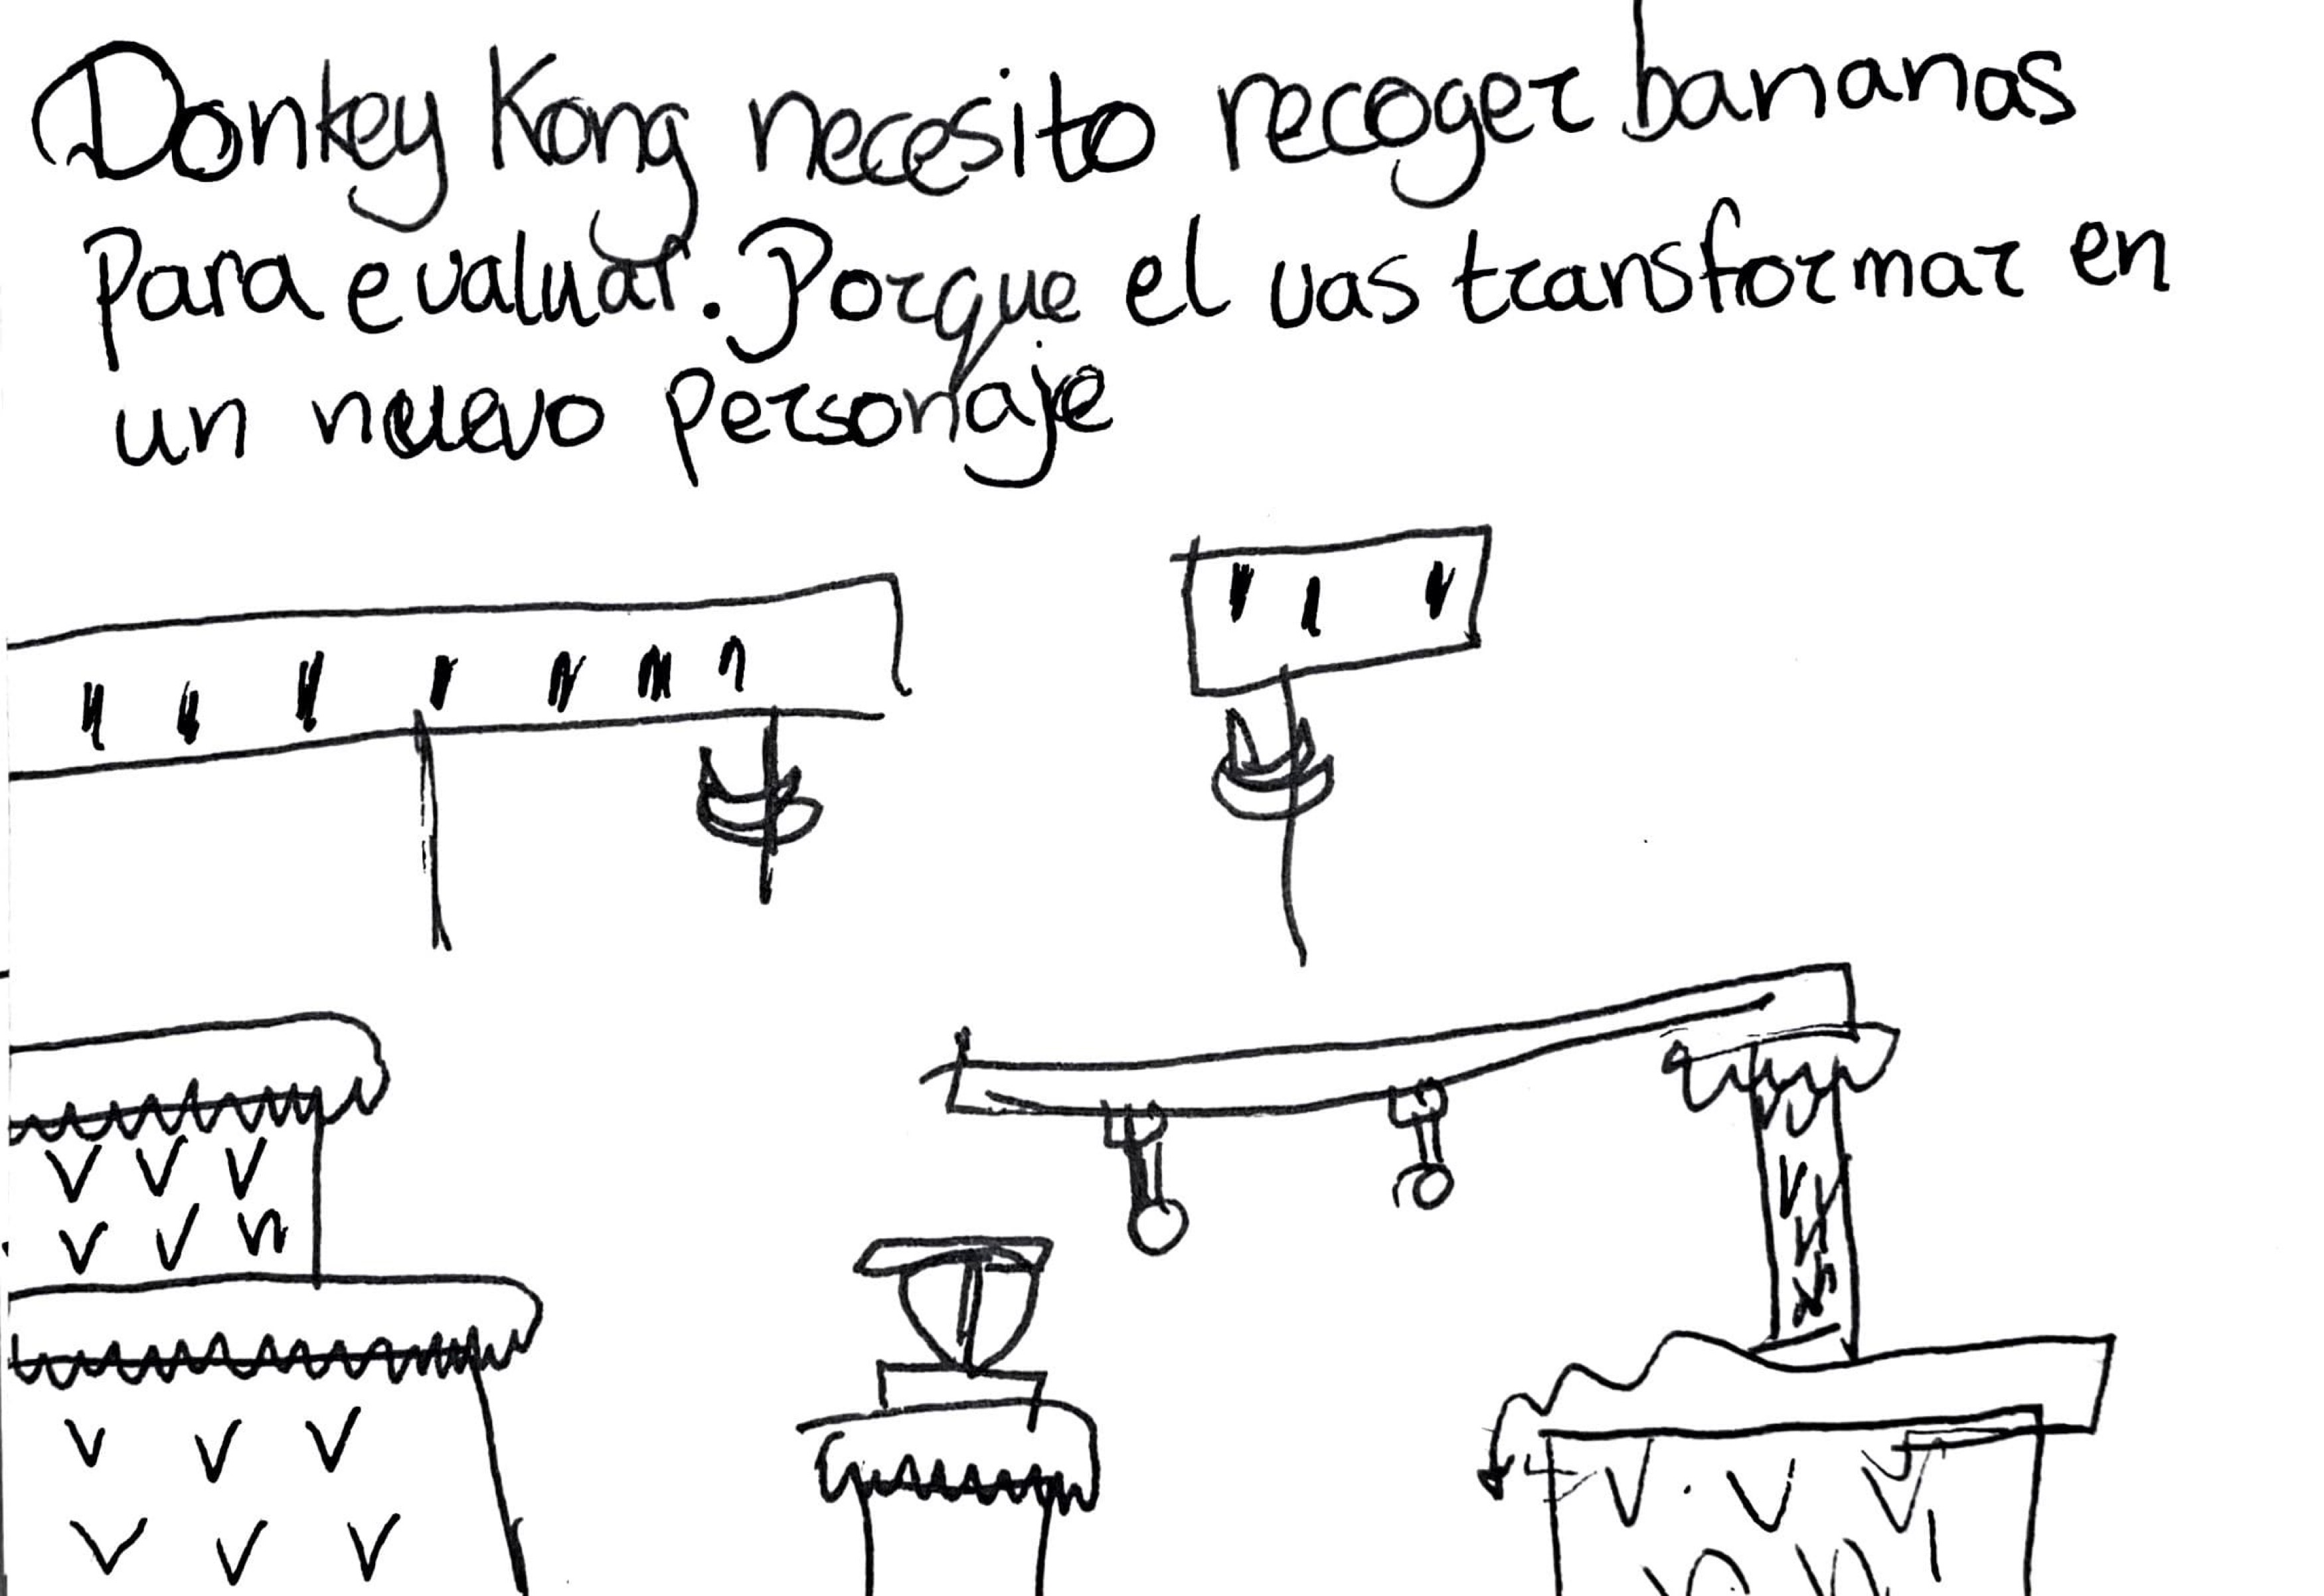 Donkey Kong necesito recoger bananas
para evaluar. Porque el vas transformar en
un nuevo personaje